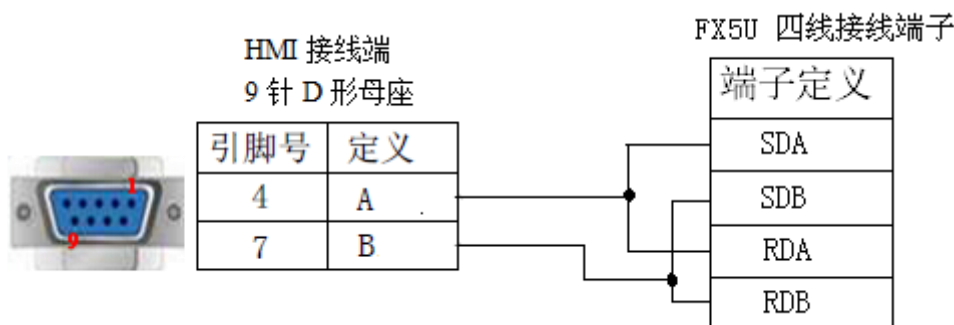 HMI 接线端
9 针 D 形母座
引脚号 定义
4 A
7 B
1
9
FX5U 四线接线端子
端子定义
SDA
SDB
RDA
RDB